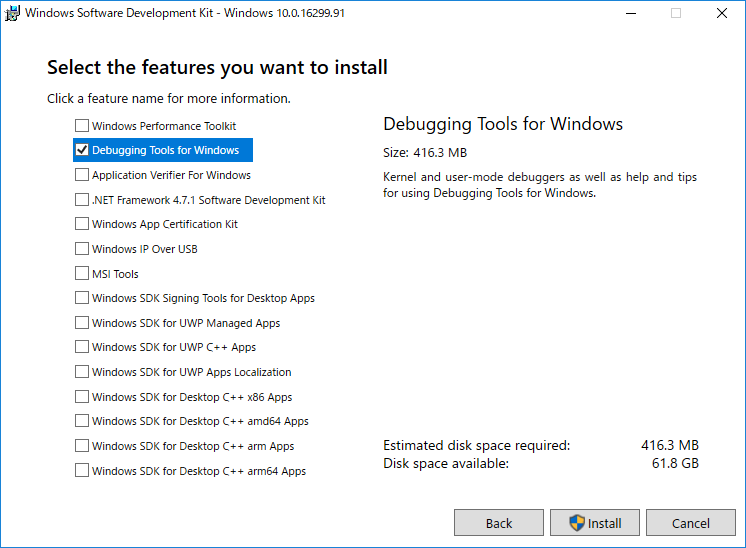 Windows Software Development Kit - Windows 10.0.16299.91
Select the features you want to install
Click a feature name for more information.
Windows Performance Toolkit
Debugging Tools for Windows
Application Verifier For Windows
.NET Framework 4.7.1 Software Development Kit
Windows App Certification Kit
Windows IP Over USB
MSI Tools
Windows SDK Signing Tools for Desktop Apps
Windows SDK for UWP Managed Apps
Windows SDK for UWP C++ Apps
Windows SDK for UWP Apps Localization
Windows SDK for Desktop C++ x86 Apps
Windows SDK for Desktop C++ amd64 Apps
Windows SDK for Desktop C++ arm Apps
Windows SDK for Desktop C++ arm64 Apps
Debugging Tools for Windows
Size: 416.3 MB
Kernel and user-mode debuggers as well as help and tips
for using Debugging Tools for Windows.
Estimated disk space required: 416.3 MB
Disk space available: 61.8 GB
Back
Install
Cancel